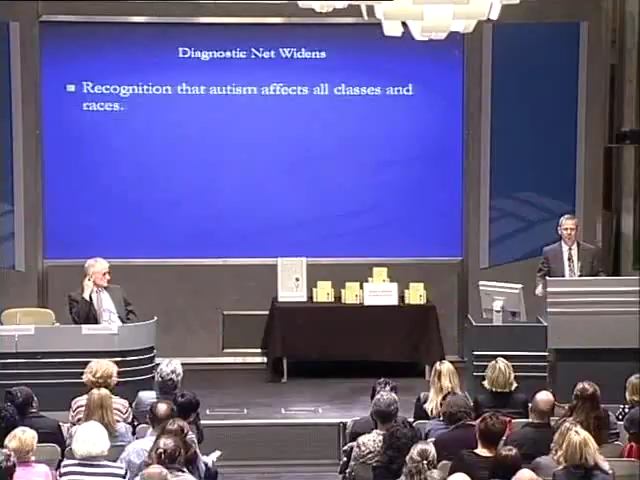 Diagnostic Net Widens
Recognition that autism affects all classes and
races.